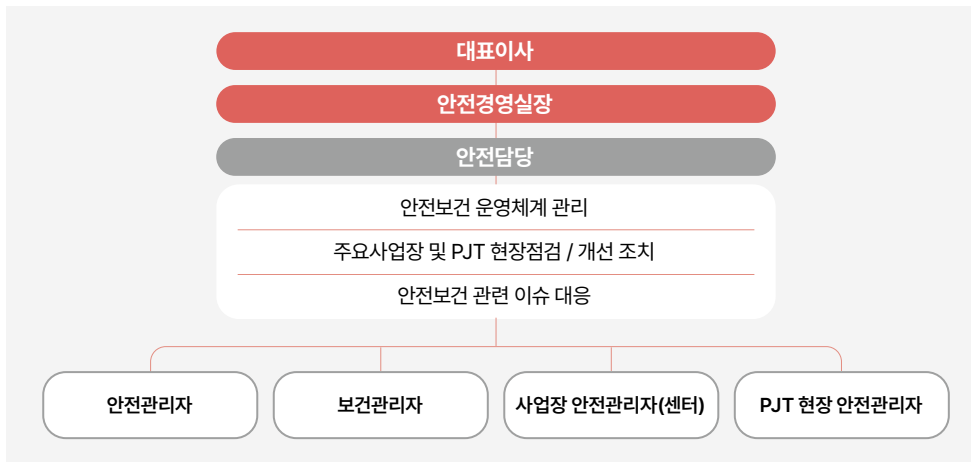 대표이사
안전경영실장
안전담당
안전보건 운영체계 관리
주요사업장 및 PJT 현장점검 / 개선 조치
안전보건 관련 이슈 대응
안전관리자
보건관리자
사업장 안전관리자(센터)
PJT 현장 안전관리자